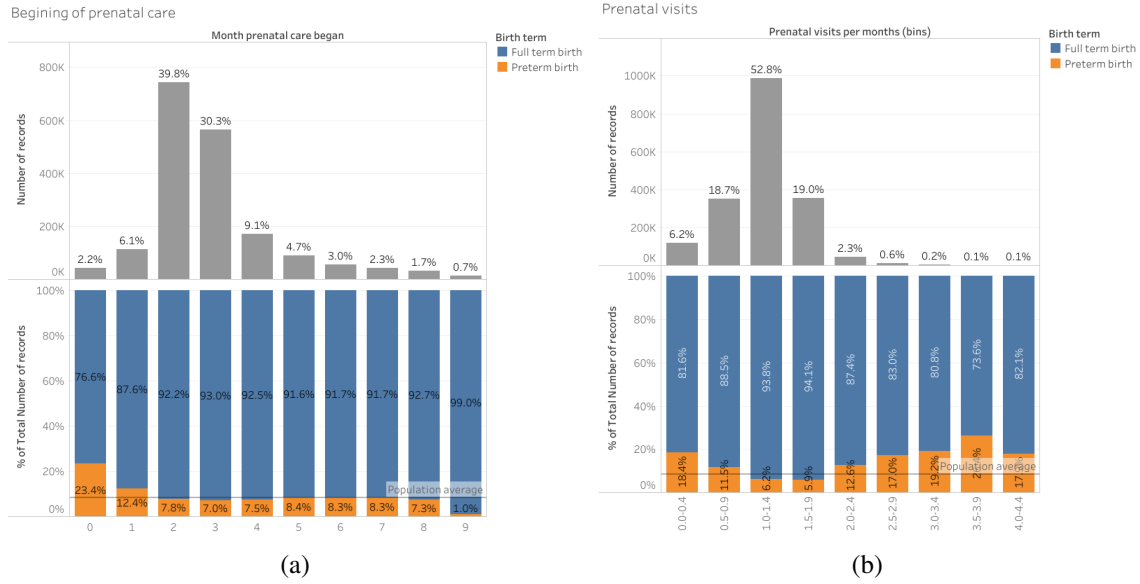 Begining of prenatal care
Month prenatal care began
Birth term
Full term birth
Preterm birth
Number of records
800K
600K
400K
200K
0K
2.2%
6.1%
39.8%
30.3%
9.1%
4.7%
3.0%
2.3%
1.7%
0.7%
% of Total Number of records
100%
80%
60%
40%
20%
0%
76.6%
87.6%
92.2%
93.0%
92.5%
91.6%
91.7%
91.7%
92.7%
99.0%
Population average
23.4%
12.4%
7.8%
7.0%
7.5%
8.4%
8.3%
8.3%
7.3%
1.0%
0
1
2
3
4
5
6
7
8
9
(a)
Prenatal visits
Prenatal visits per months (bins)
Birth term
Full term birth
Preterm birth
Number of records
1000K
800K
600K
400K
200K
0K
6.2%
18.7%
52.8%
19.0%
2.3%
0.6%
0.2%
0.1%
0.1%
% of Total Number of records
100%
80%
60%
40%
20%
0%
81.6%
88.5%
93.8%
94.1%
87.4%
83.0%
80.8%
73.6%
82.1%
Population average
18.4%
11.5%
6.2%
5.9%
12.6%
17.0%
19.2%
0.0-0.4
0.5-0.9
1.0-1.4
1.5-1.9
2.0-2.4
2.5-2.9
3.0-3.4
3.5-3.9
4.0-4.4
(b)